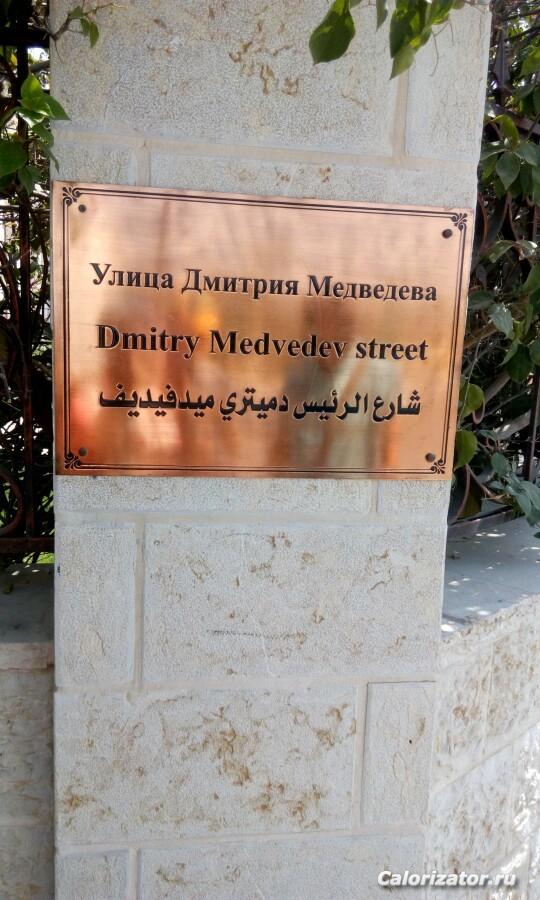 Улица Дмитрия Медведева
Dmitry Medvedev street
شارع الرئيس دميتري ميدفيديف
Calorizator.ru